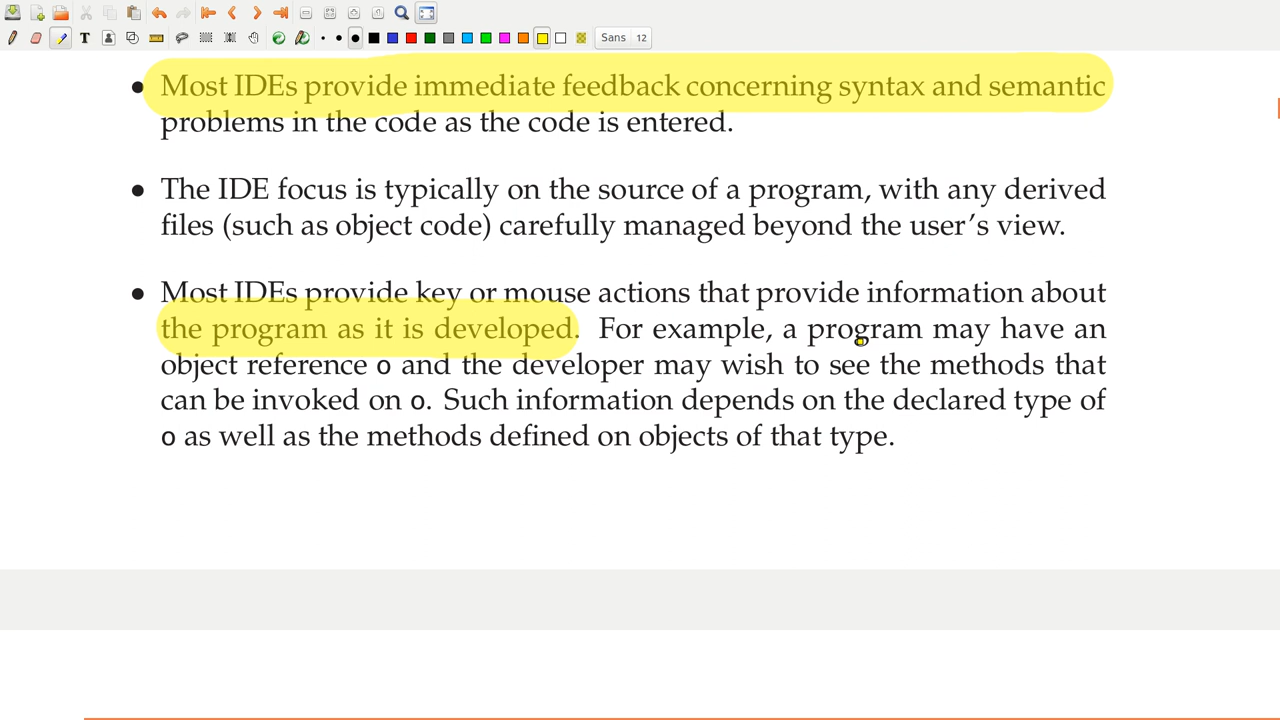 Sans 12
• Most IDEs provide immediate feedback concerning syntax and semantic
problems in the code as the code is entered.
• The IDE focus is typically on the source of a program, with any derived
files (such as object code) carefully managed beyond the user's view.
• Most IDEs provide key or mouse actions that provide information about
the program as it is developed. For example, a program may have an
object reference o and the developer may wish to see the methods that
can be invoked on o. Such information depends on the declared type of
o as well as the methods defined on objects of that type.